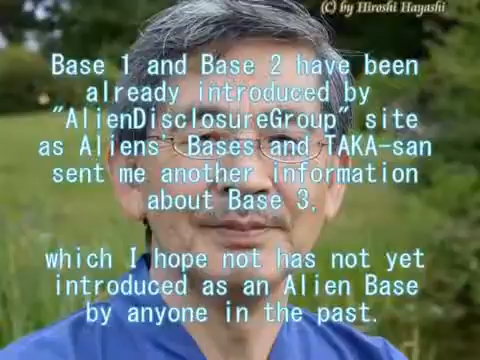 (C) by Hiroshi Hayashi
Base 1 and Base 2 have been
already introduced by
"AlienDisclosureGroup" site
as Aliens' Bases and TAKA-san
sent me another information
about Base 3,
which I hope not has not yet
introduced as an Alien Base
by anyone in the past.